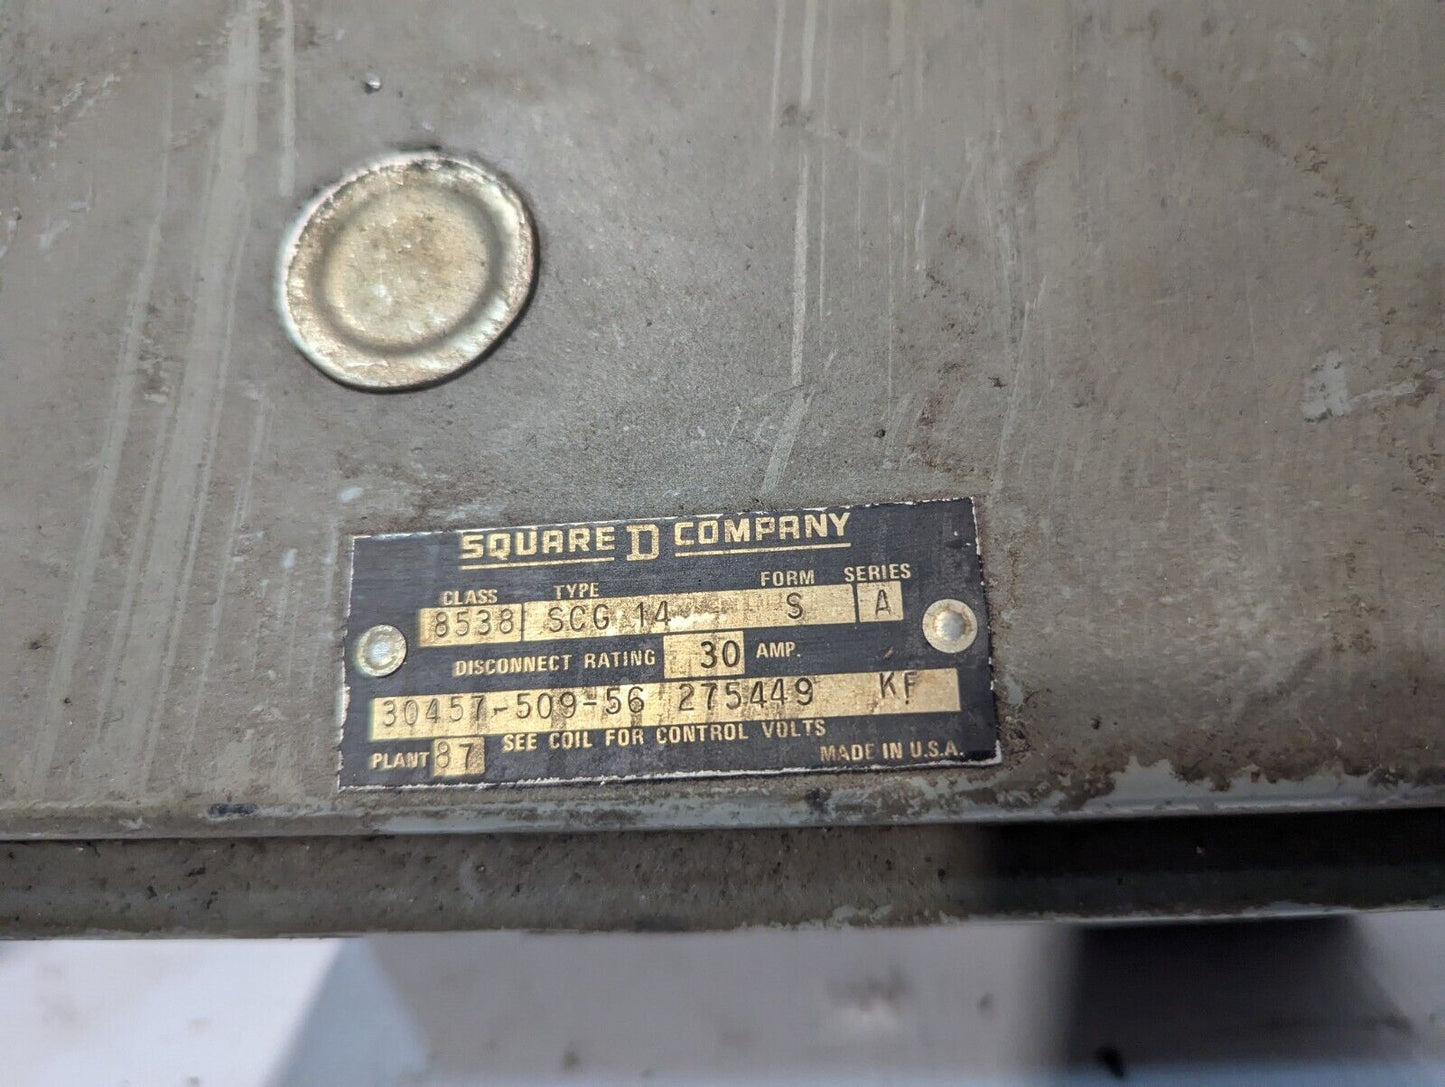 SQUARE D COMPANY
CLASS TYPE FORM SERIES
8538 SCG 14 S A
DISCONNECT RATING 30 AMP.
30457-509-56 275449 KF
PLANT 87 SEE COIL FOR CONTROL VOLTS
MADE IN U.S.A.